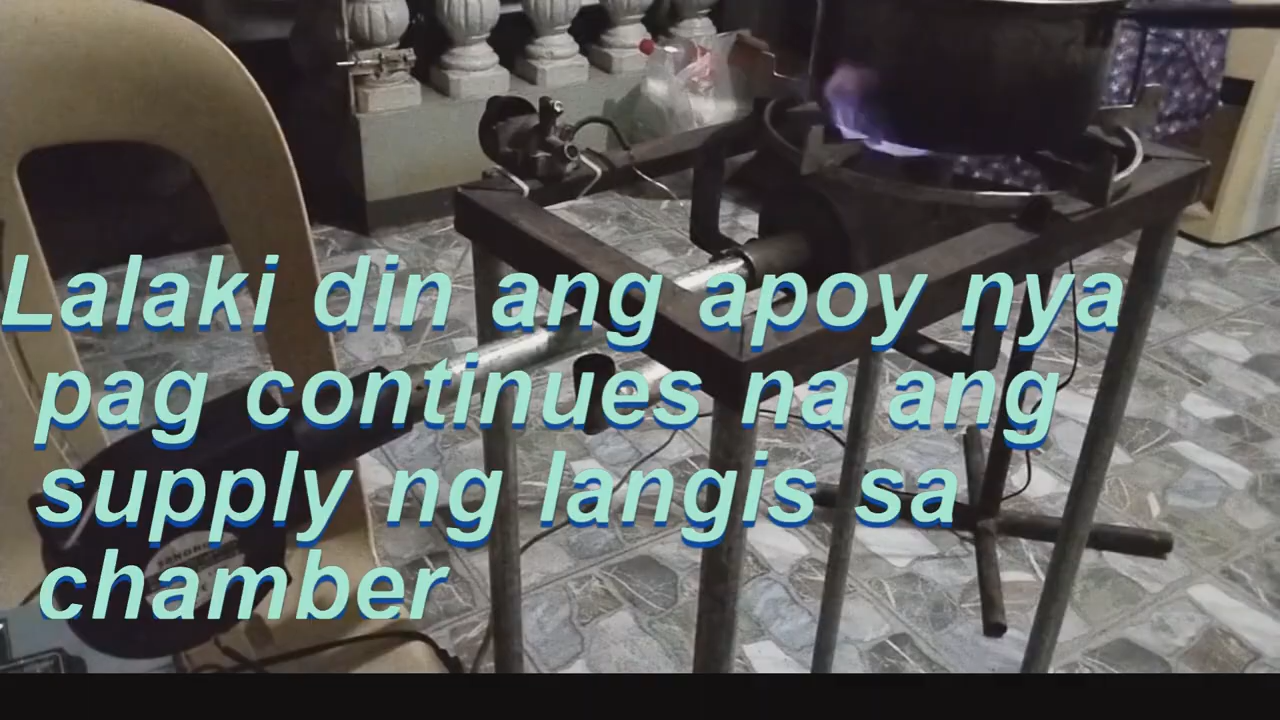 Lalaki din ang apoy nya
pag continues na ang
supply ng langis sa
chamber